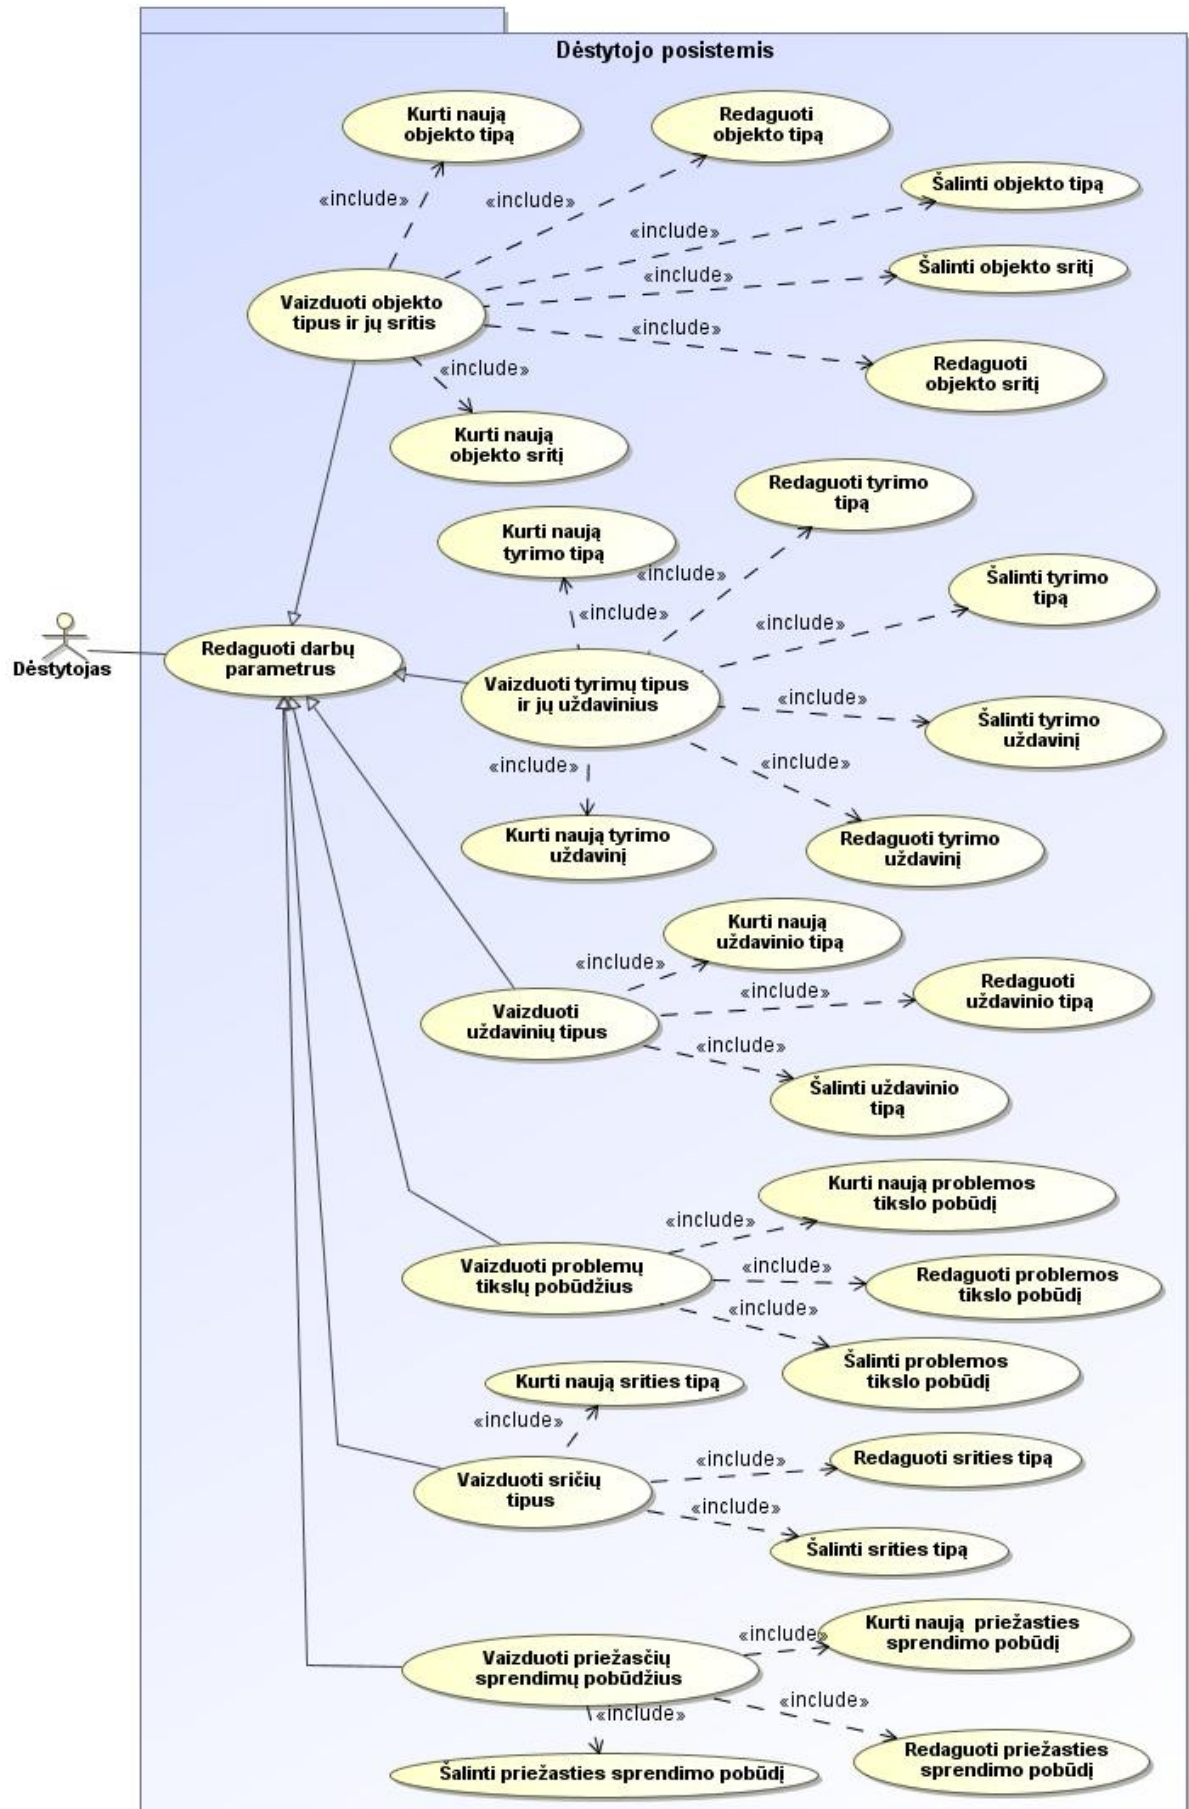 Dėstytojo posistemis
Kurti naują
objekto tipą
Redaguoti
objekto tipą
Šalinti objekto tipą
«include»
«include»
«include»
Šalinti objekto sritį
«include»
Vaizduoti objekto
tipus ir jų sritis
«include»
Redaguoti
objekto sritį
«include»
Kurti naują
objekto sritį
Redaguoti tyrimo
tipą
Kurti naują
tyrimo tipą
«include»
Šalinti tyrimo
tipą
«include»
«include»
Dėstytojas
Redaguoti darbų
parametrus
Vaizduoti tyrimų tipus
ir jų uždavinius
«include»
Šalinti tyrimo
uždavinį
«include»
«include»
Kurti naują tyrimo
uždavinį
Redaguoti tyrimo
uždavinį
Kurti naują
uždavinio tipą
«include»
Redaguoti
uždavinio tipą
«include»
Vaizduoti
uždavinių tipus
«include»
Šalinti uždavinio
tipą
Kurti naują problemos
tikslo pobūdį
«include»
Vaizduoti problemų
tikslų pobūdžius
«include»
Redaguoti problemos
tikslo pobūdį
«include»
Šalinti problemos
tikslo pobūdį
Kurti naują srities tipą
«include»
«include»
Redaguoti srities tipą
Vaizduoti sričių
tipus
«include»
Šalinti srities tipą
Kurti naują priežasties
sprendimo pobūdį
«include»
Vaizduoti priežasčių
sprendimų pobūdžius
«include»
«include»
Redaguoti priežasties
sprendimo pobūdį
Šalinti priežasties sprendimo pobūdį